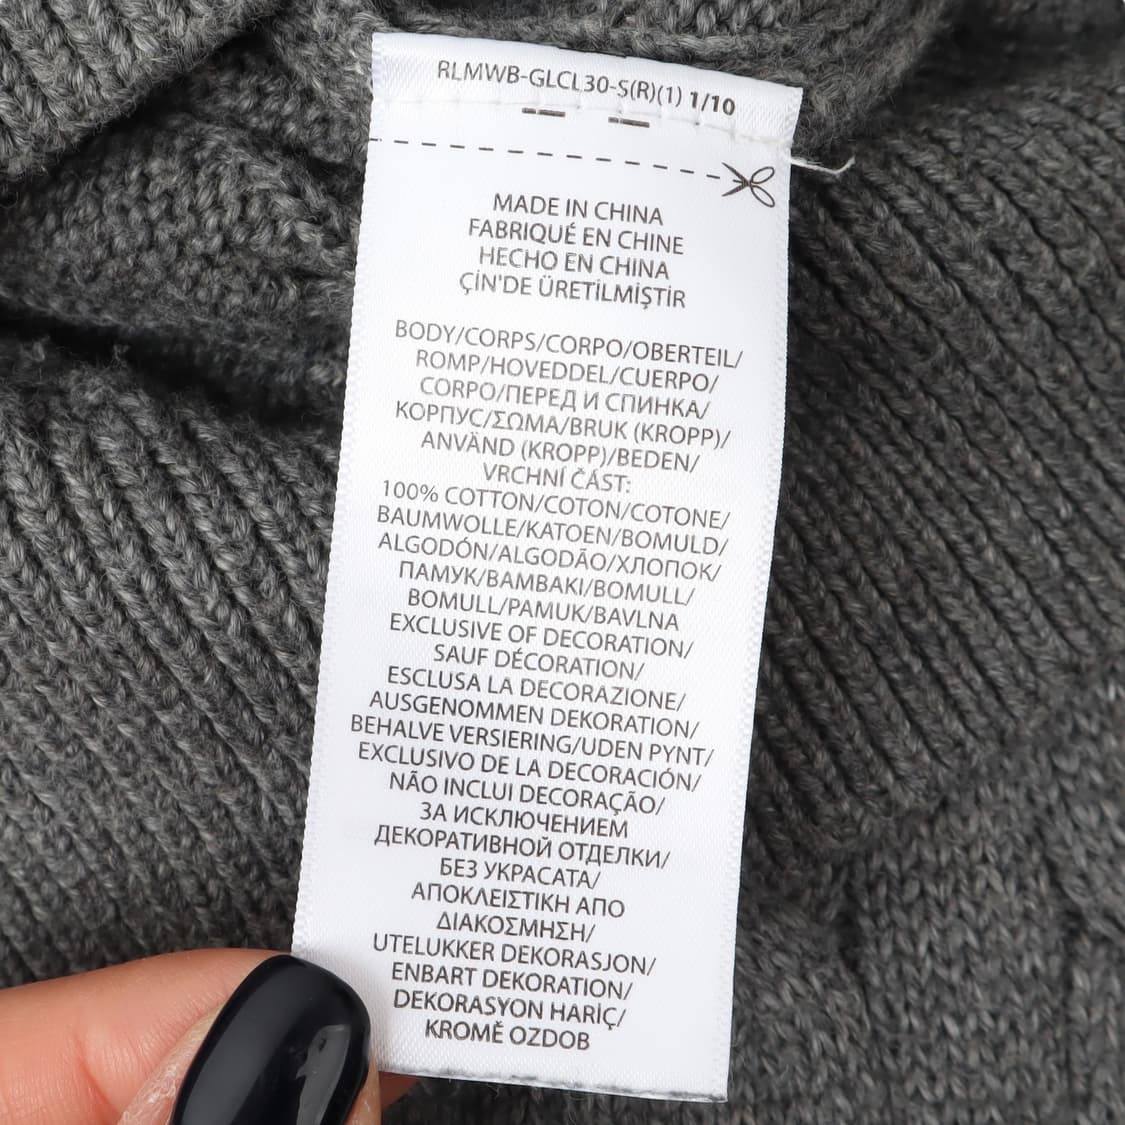 RLMWB-GLCL30-S(R)(1) 1/10
MADE IN CHINA
FABRIQUÉ EN CHINE
HECHO EN CHINA
ÇİN'DE ÜRETİLMİŞTİR
BODY/CORPS/CORPO/OBERTEIL/
ROMP/HOVEDDEL/CUERPO/
CORPO/ПЕРЕД И СПИНКА/
КОРПУС/ΣΩΜΑ/BRUK (KROPP)/
ANVÄND (KROPP)/BEDEN/
VRCHNÍ ČÁST:
100% COTTON/COTON/COTONE/
BAUMWOLLE/KATOEN/BOMULD/
ALGODÓN/ALGODÃO/ХЛОПОК/
ПАМУК/ΒΑΜΒΑΚΙ/BOMULL/
BOMULL/PAMUK/BAVLNA
EXCLUSIVE OF DECORATION/
SAUF DÉCORATION/
ESCLUSA LA DECORAZIONE/
AUSGENOMMEN DEKORATION/
BEHALVE VERSIERING/UDEN PYNT/
EXCLUSIVO DE LA DECORACIÓN/
NÃO INCLUI DECORAÇÃO/
ЗА ИСКЛЮЧЕНИЕМ
ДЕКОРАТИВНОЙ ОТДЕЛКИ/
БЕЗ УКРАСАТА/
ΑΠΟΚΛΕΙΣΤΙΚΗ ΑΠΟ
ΔΙΑΚΟΣΜΗΣΗ/
UTELUKKER DEKORASJON/
ENBART DEKORATION/
DEKORASYON HARİÇ/
KROMĚ OZDOB